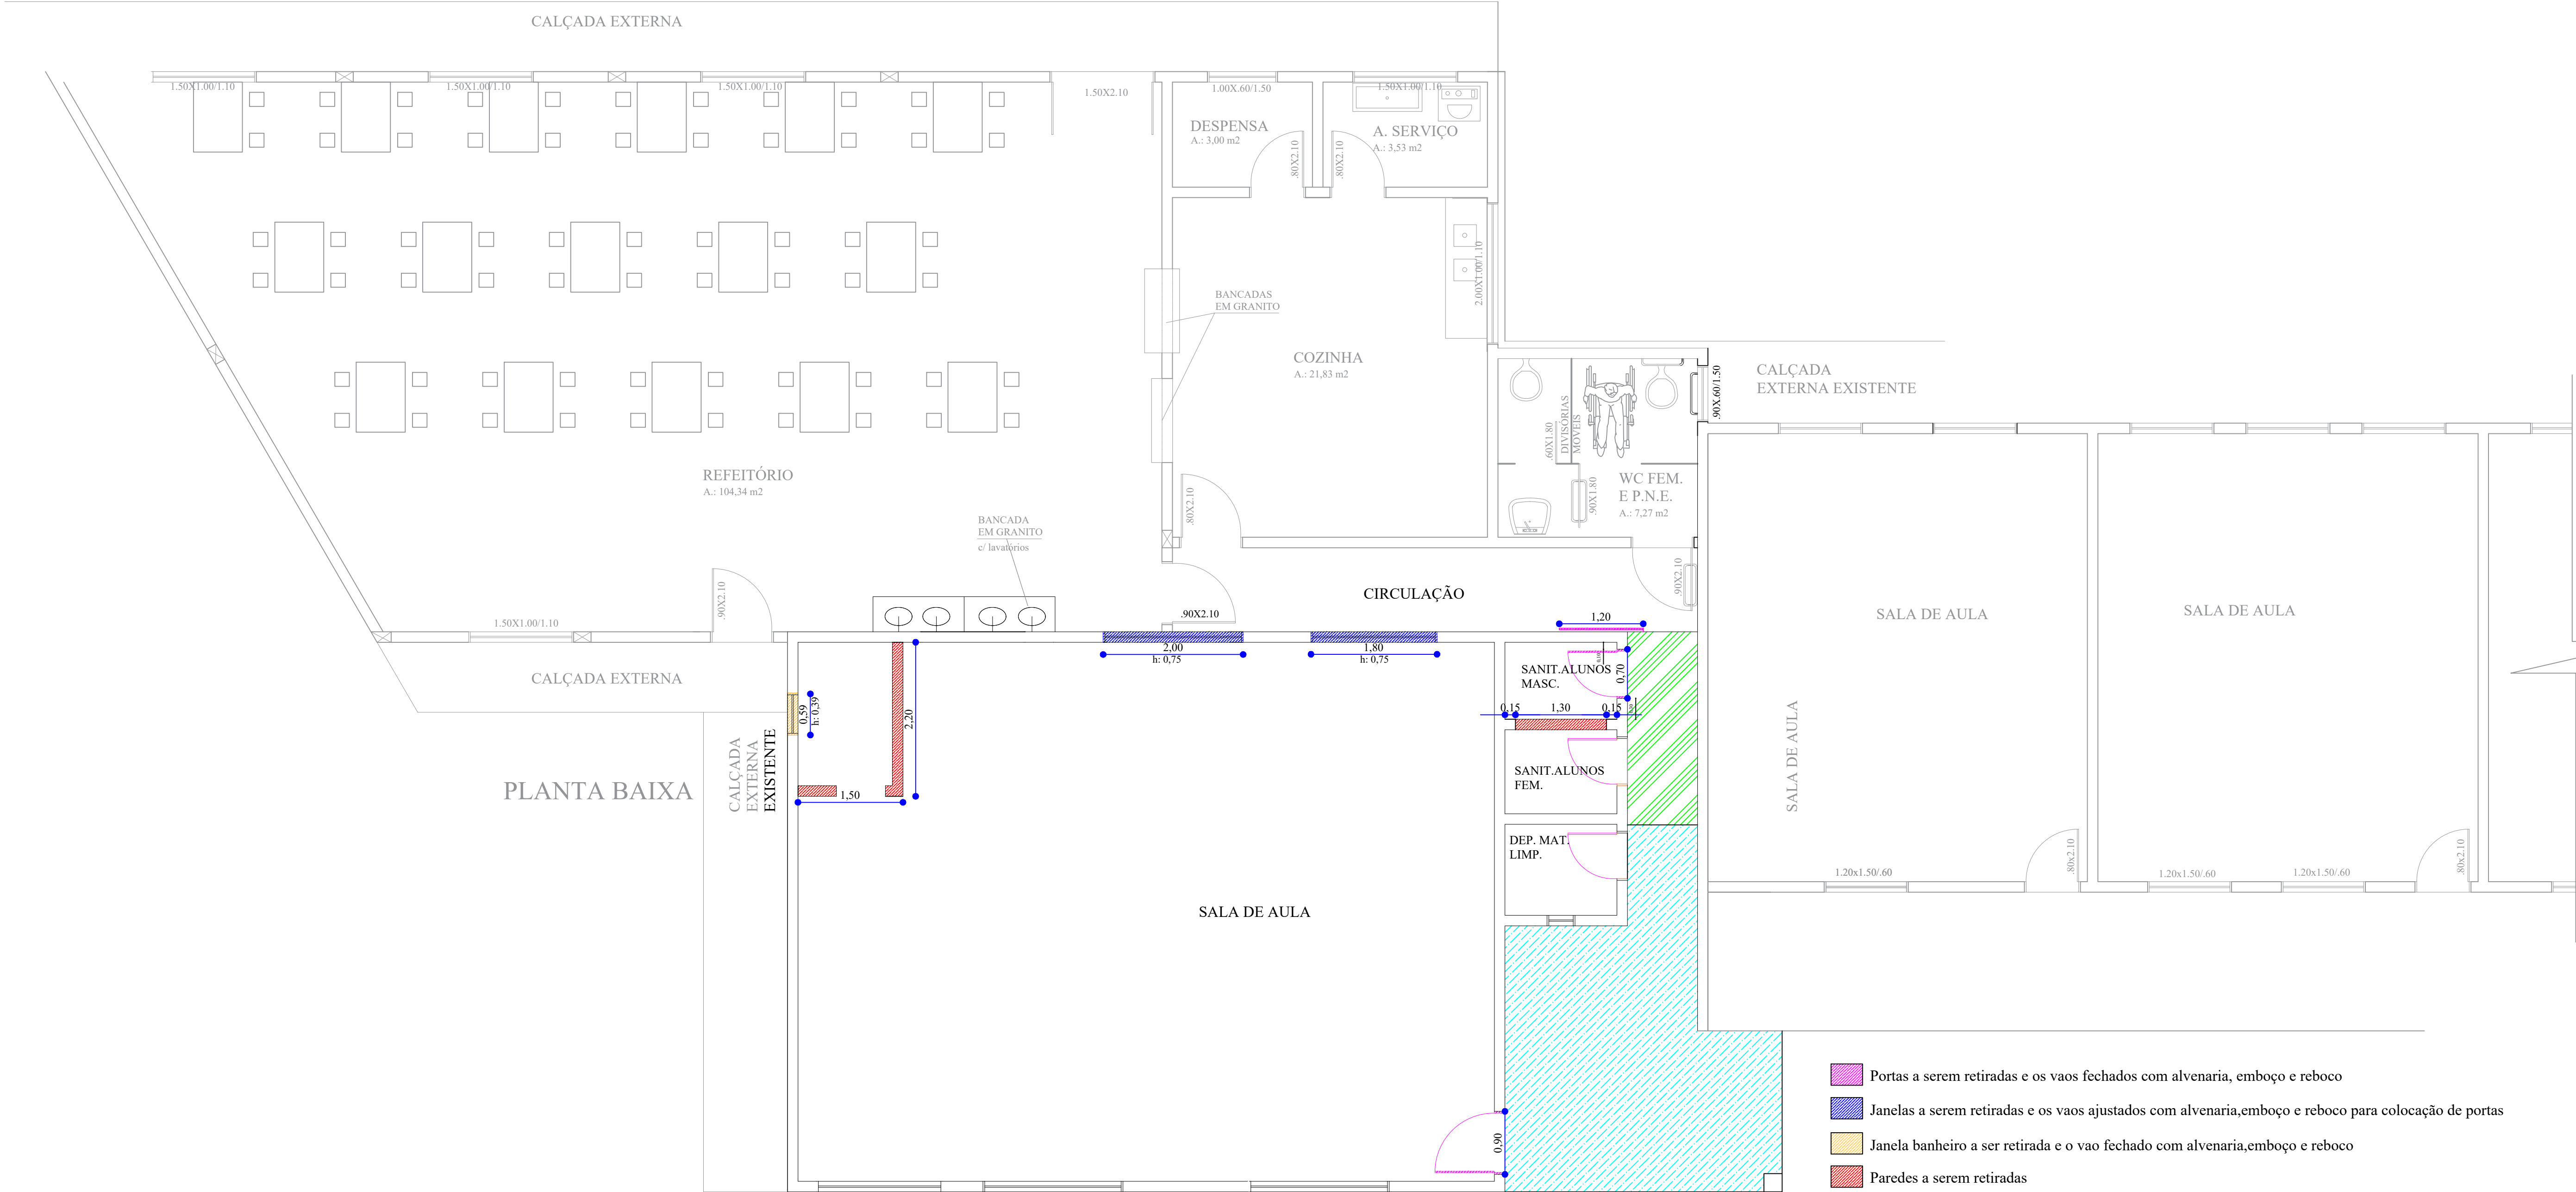 CALÇADA EXTERNA
1.50X1.00/1.10
1.50X1.00/1.10
1.50X1.00/1.10
1.50X2.10
1.00X.60/1.50
1.50X1.00/1.10
DESPENSA
A.: 3,00 m2
.80X2.10
.80X2.10
A. SERVIÇO
A.: 3,53 m2
2.00X1.00/1.10
BANCADAS
EM GRANITO
COZINHA
A.: 21,83 m2
.90X.60/1.50
CALÇADA
EXTERNA EXISTENTE
.60X1.80
DIVISORIAS
MOVEIS
REFEITÓRIO
A.: 104,34 m2
.80X2.10
.90X1.80
WC FEM.
E P.N.E.
A.: 7,27 m2
BANCADA
EM GRANITO
c/ lavatórios
.90X2.10
1.50X1.00/1.10
.90X2.10
CIRCULAÇÃO
.90X2.10
1,20
SALA DE AULA
SALA DE AULA
2,00
h: 0,75
1,80
h: 0,75
SANIT.ALUNOS
MASC.
0,70
CALÇADA EXTERNA
0,59
h: 0,39
2,20
0,15
1,30
0,15
CALÇADA
EXTERNA
EXISTENTE
SALA DE AULA
PLANTA BAIXA
1,50
SANIT.ALUNOS
FEM.
DEP. MAT.
LIMP.
1.20x1.50/.60
.80x2.10
1.20x1.50/.60
1.20x1.50/.60
.80x2.10
SALA DE AULA
0,90
Portas a serem retiradas e os vaos fechados com alvenaria, emboço e reboco
Janelas a serem retiradas e os vaos ajustados com alvenaria,emboço e reboco para colocação de portas
Janela banheiro a ser retirada e o vao fechado com alvenaria,emboço e reboco
Paredes a serem retiradas